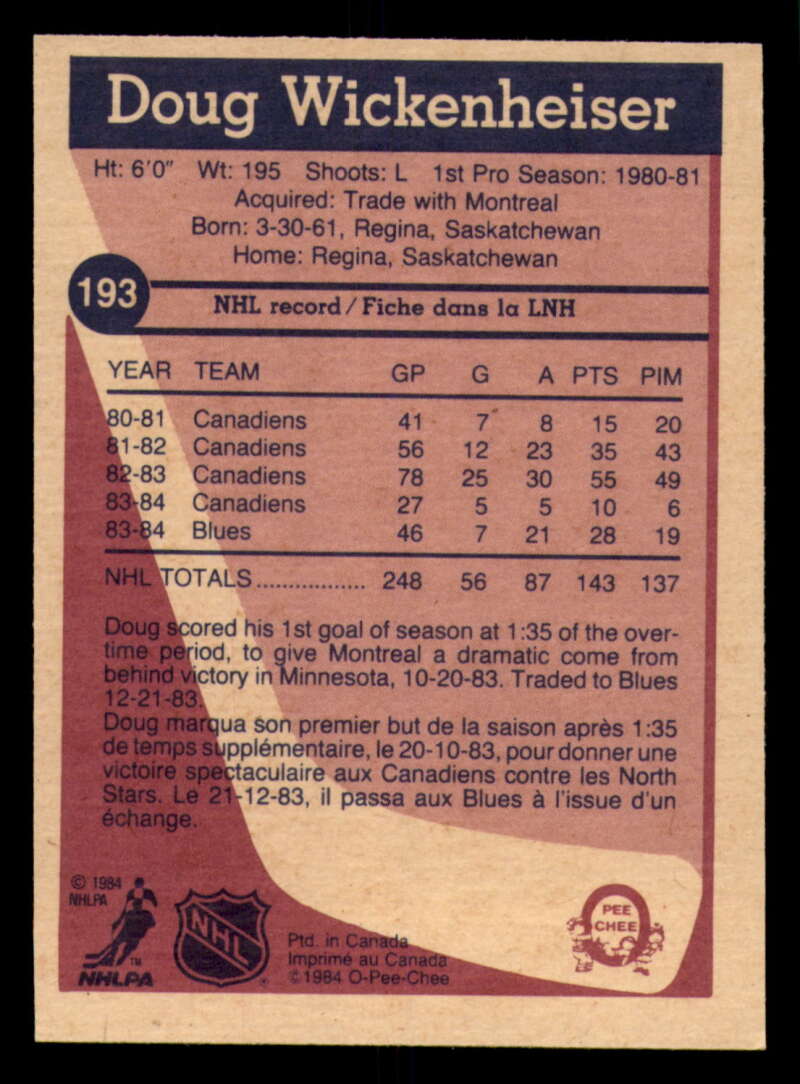 Doug Wickenheiser
Ht: 6'0" Wt: 195 Shoots: L 1st Pro Season: 1980-81
Acquired: Trade with Montreal
Born: 3-30-61, Regina, Saskatchewan
Home: Regina, Saskatchewan
193
NHL record/Fiche dans la LNH
YEAR TEAM GP G A PTS PIM
80-81 Canadiens 41 7 8 15 20
81-82 Canadiens 56 12 23 35 43
82-83 Canadiens 78 25 30 55 49
83-84 Canadiens 27 5 5 10 6
83-84 Blues 46 7 21 28 19
NHL TOTALS................. 248 56 87 143 137
Doug scored his 1st goal of season at 1:35 of the over-
time period, to give Montreal a dramatic come from
behind victory in Minnesota, 10-20-83. Traded to Blues
12-21-83.
Doug marqua son premier but de la saison après 1:35
de temps supplémentaire, le 20-10-83, pour donner une
victoire spectaculaire aux Canadiens contre les North
Stars. Le 21-12-83, il passa aux Blues à l'issue d'un
échange.
© 1984
NHLPA
TM
NHLPA
NHL
Ptd. in Canada
Imprimé au Canada
©1984 O-Pee-Chee
PEE
CHEE